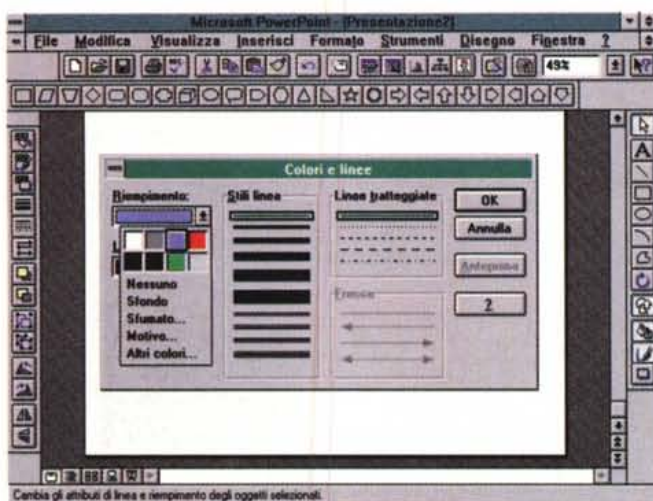 Microsoft PowerPoint - [Presentazione2]
File Modifica Visualizza Inserisci Formato Strumenti Disegno Finestra ?
49%
Colori e linee
Riempimento:
Stili linea
Linee tratteggiate
OK
Annulla
Anteprima
?
Nessuno
Sfondo
Sfumato...
Motivo...
Altri colori...
Frecce
Cambia gli attributi di linea e riempimento degli oggetti selezionati.